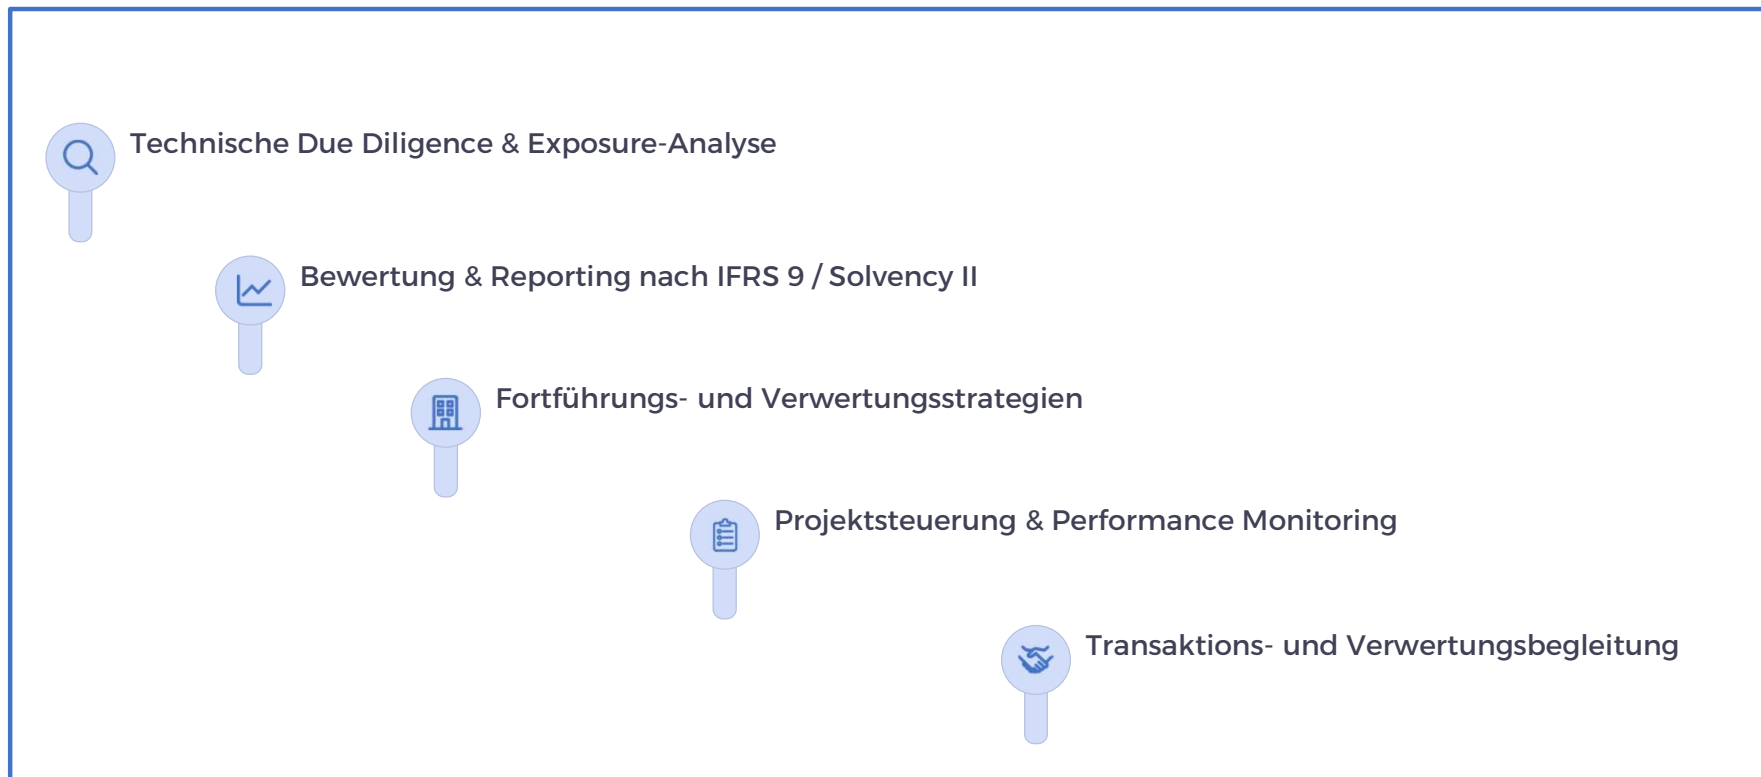 Technische Due Diligence & Exposure-Analyse
Bewertung & Reporting nach IFRS 9 / Solvency II
Fortführungs- und Verwertungsstrategien
Projektsteuerung & Performance Monitoring
Transaktions- und Verwertungsbegleitung